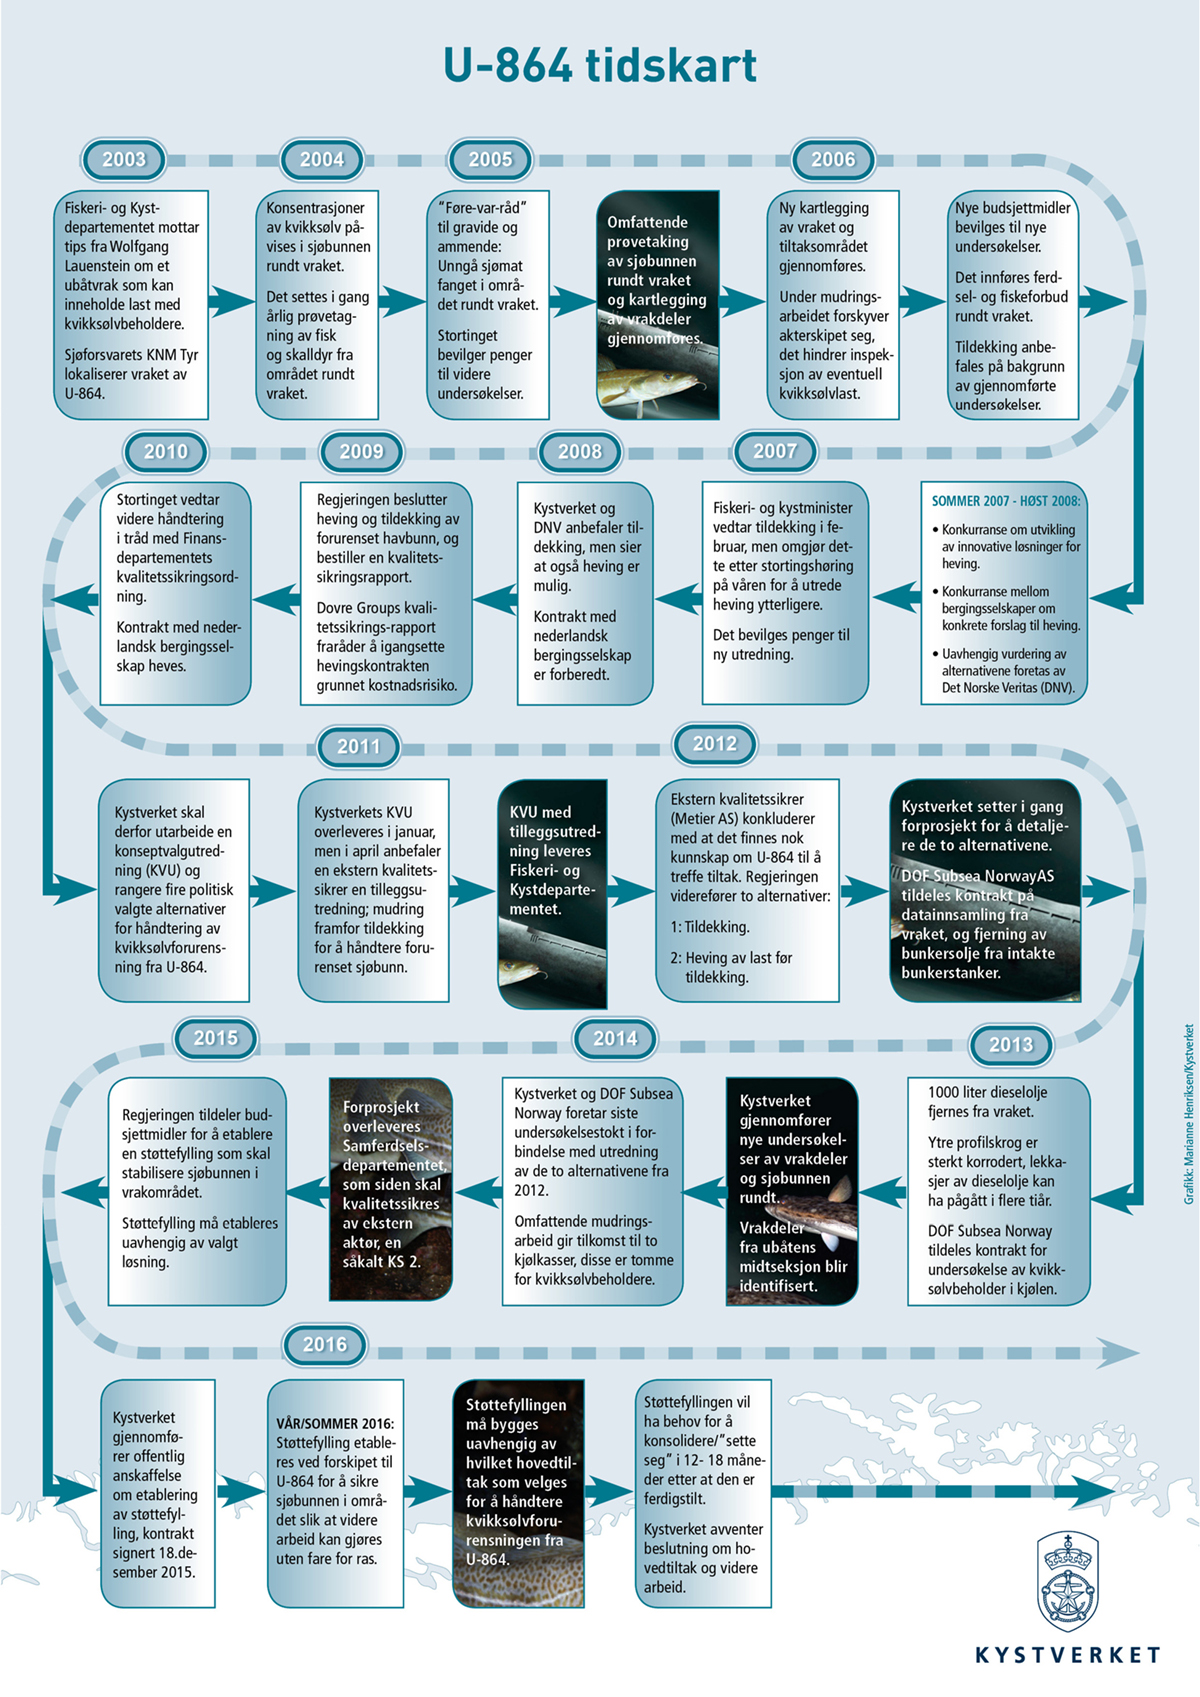 U-864 tidskart
2003
Fiskeri- og Kyst-
departementet mottar
tips fra Wolfgang
Lauenstein om et
ubåtvrak som kan
inneholde last med
kvikksølvbeholdere.
Sjøforsvarets KNM Tyr
lokaliserer vraket av
U-864.
2004
Konsentrasjoner
av kvikksølv på-
vises i sjøbunnen
rundt vraket.
Det settes i gang
årlig prøvetag-
ning av fisk
og skalldyr fra
området rundt
vraket.
2005
“Føre-var-råd”
til gravide og
ammende:
Unngå sjømat
fanget i områ-
det rundt vraket.
Stortinget
bevilger penger
til videre
undersøkelser.
Omfattende
prøvetaking
av sjøbunnen
rundt vraket
og kartlegging
av vrakdeler
gjennomføres.
2006
Ny kartlegging
av vraket og
tiltaksområdet
gjennomføres.
Under mudrings-
arbeidet forskyver
akterskipet seg,
det hindrer inspek-
sjon av eventuell
kvikksølvlast.
Nye budsjettmidler
bevilges til nye
undersøkelser.
Det innføres ferd-
sel- og fiskeforbud
rundt vraket.
Tildekking anbe-
fales på bakgrunn
av gjennomførte
undersøkelser.
SOMMER 2007 - HØST 2008:
• Konkurranse om utvikling
av innovative løsninger for
heving.
• Konkurranse mellom
bergingsselskaper om
konkrete forslag til heving.
• Uavhengig vurdering av
alternativene foretas av
Det Norske Veritas (DNV).
2007
Fiskeri- og kystminister
vedtar tildekking i fe-
bruar, men omgjør det-
te etter stortingshøring
på våren for å utrede
heving ytterligere.
Det bevilges penger til
ny utredning.
2008
Kystverket og
DNV anbefaler til-
dekking, men sier
at også heving er
mulig.
Kontrakt med
nederlandsk
bergingsselskap
er forberedt.
2009
Regjeringen beslutter
heving og tildekking av
forurenset havbunn, og
bestiller en kvalitets-
sikringsrapport.
Dovre Groups kvali-
tetssikrings-rapport
fraråder å igangsette
hevingskontrakten
grunnet kostnadsrisiko.
2010
Stortinget vedtar
videre håndtering
i tråd med Finans-
departementets
kvalitetssikringsord-
ning.
Kontrakt med neder-
landsk bergingssel-
skap heves.
Kystverket skal
derfor utarbeide en
konseptvalgutred-
ning (KVU) og
rangere fire politisk
valgte alternativer
for håndtering av
kvikksølvforurens-
ning fra U-864.
2011
Kystverkets KVU
overleveres i januar,
men i april anbefaler
en ekstern kvalitets-
sikrer en tilleggsu-
tredning; mudring
framfor tildekking
for å håndtere foru-
renset sjøbunn.
KVU med
tilleggsutred-
ning leveres
Fiskeri- og
Kystdeparte-
mentet.
2012
Ekstern kvalitetssikrer
(Metier AS) konkluderer
med at det finnes nok
kunnskap om U-864 til å
treffe tiltak. Regjeringen
viderefører to alternativer:
1: Tildekking.
2: Heving av last før
tildekking.
Kystverket setter i gang
forprosjekt for å detalje-
re de to alternativene.
DOF Subsea NorwayAS
tildeles kontrakt på
datainnsamling fra
vraket, og fjerning av
bunkersolje fra intakte
bunkerstanker.
2013
1000 liter dieselolje
fjernes fra vraket.
Ytre profilskrog er
sterkt korrodert, lekka-
sjer av dieselolje kan
ha pågått i flere tiår.
DOF Subsea Norway
tildeles kontrakt for
undersøkelse av kvikk-
sølvbeholder i kjølen.
Kystverket
gjennomfører
nye undersøkel-
ser av vrakdeler
og sjøbunnen
rundt.
Vrakdeler
fra ubåtens
midtseksjon blir
identifisert.
2014
Kystverket og DOF Subsea
Norway foretar siste
undersøkelsestokt i for-
bindelse med utredning
av de to alternativene fra
2012.
Omfattende mudrings-
arbeid gir tilkomst til to
kjølkasser, disse er tomme
for kvikksølvbeholdere.
Forprosjekt
overleveres
Samferdsels-
departementet,
som siden skal
kvalitetssikres
av ekstern
aktør, en
såkalt KS 2.
2015
Regjeringen tildeler bud-
sjettmidler for å etablere
en støttefylling som skal
stabilisere sjøbunnen i
vrakområdet.
Støttefylling må etableres
uavhengig av valgt
løsning.
Kystverket
gjennomfø-
rer offentlig
anskaffelse
om etablering
av støttefyl-
ling, kontrakt
signert 18.de-
sember 2015.
2016
VÅR/SOMMER 2016:
Støttefylling etable-
res ved forskipet til
U-864 for å sikre
sjøbunnen i områ-
det slik at videre
arbeid kan gjøres
uten fare for ras.
Støttefyllingen
må bygges
uavhengig av
hvilket hovedtil-
tak som velges
for å håndtere
kvikksølvforu-
rensningen fra
U-864.
Støttefyllingen vil
ha behov for å
konsolidere/”sette
seg” i 12- 18 måne-
der etter at den er
ferdigstilt.
Kystverket avventer
beslutning om ho-
vedtiltak og videre
arbeid.
Grafikk: Marianne Henriksen/Kystverket
KYSTVERKET